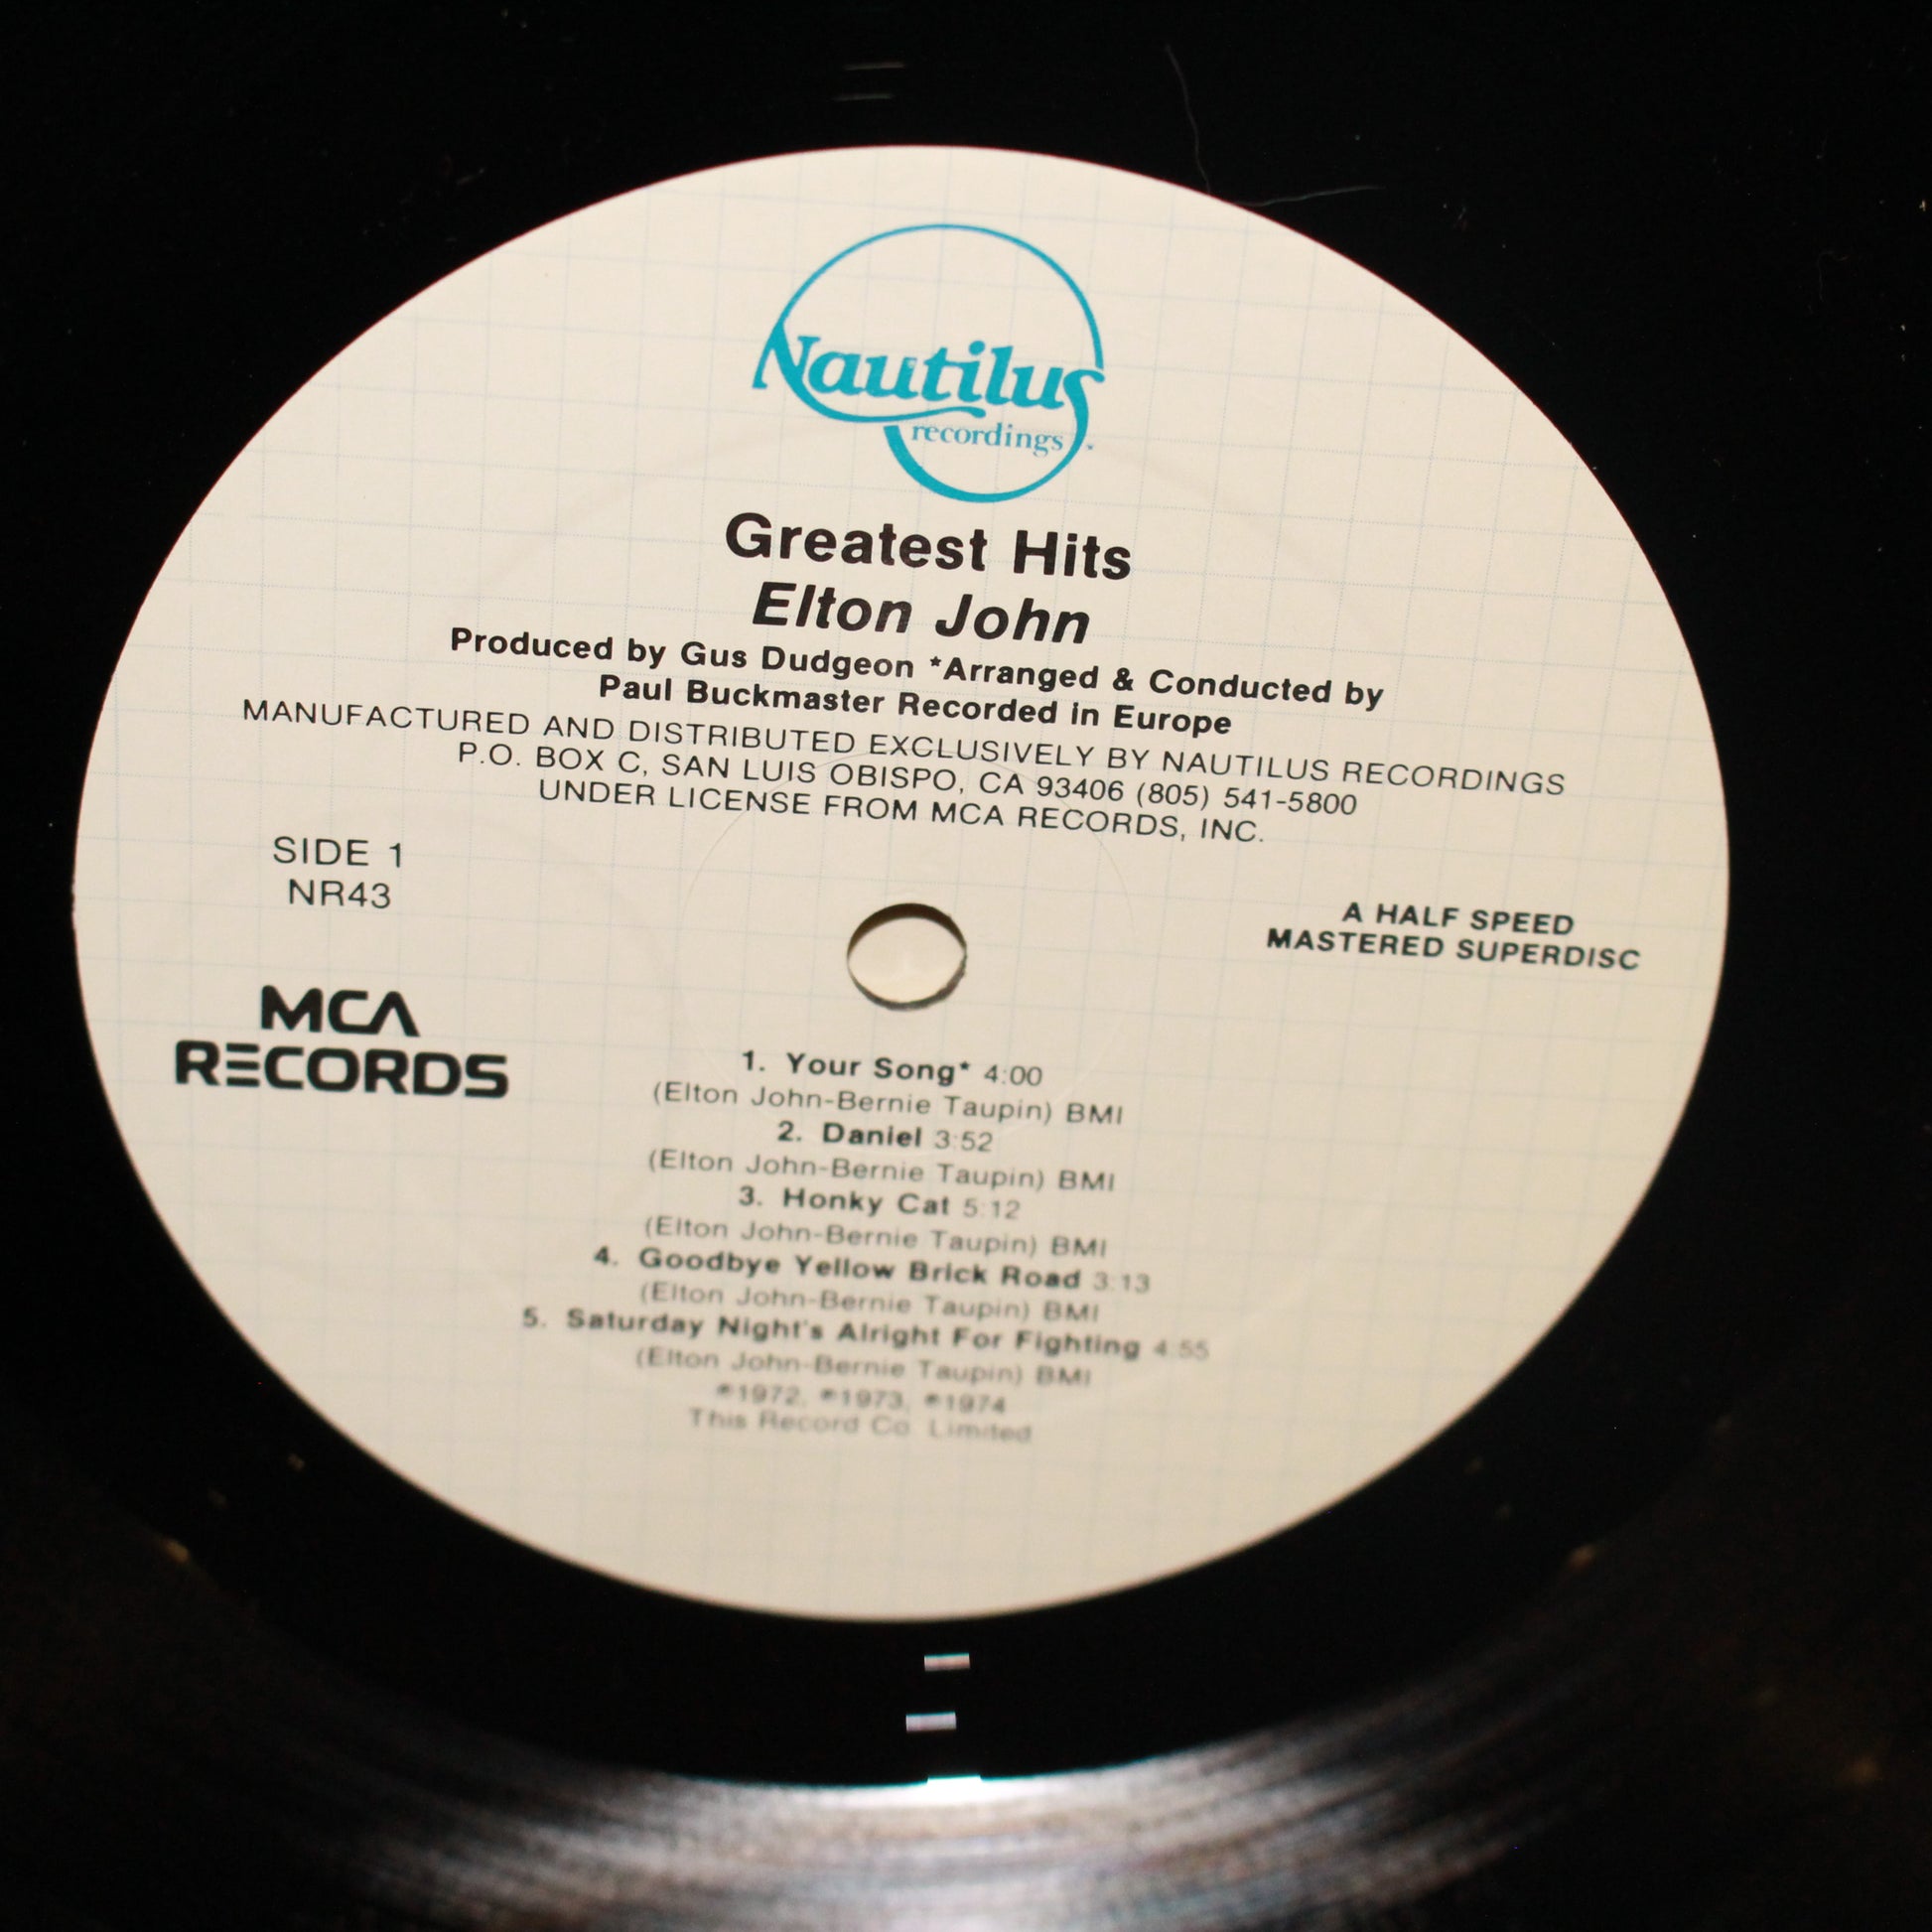 Nautilus
recordings
Greatest Hits
Elton John
Produced by Gus Dudgeon *Arranged & Conducted by
Paul Buckmaster Recorded in Europe
MANUFACTURED AND DISTRIBUTED EXCLUSIVELY BY NAUTILUS RECORDINGS
P.O. BOX C, SAN LUIS OBISPO, CA 93406 (805) 541-5800
UNDER LICENSE FROM MCA RECORDS, INC.
SIDE 1
NR43
A HALF SPEED
MASTERED SUPERDISC
MCA
RECORDS
1. Your Song* 4:00
(Elton John-Bernie Taupin) BMI
2. Daniel 3:52
(Elton John-Bernie Taupin) BMI
3. Honky Cat 5:12
(Elton John-Bernie Taupin) BMI
4. Goodbye Yellow Brick Road 3:13
(Elton John-Bernie Taupin) BMI
5. Saturday Night's Alright For Fighting 4:55
(Elton John-Bernie Taupin) BMI
℗1972, ℗1973, ℗1974
This Record Co. Limited